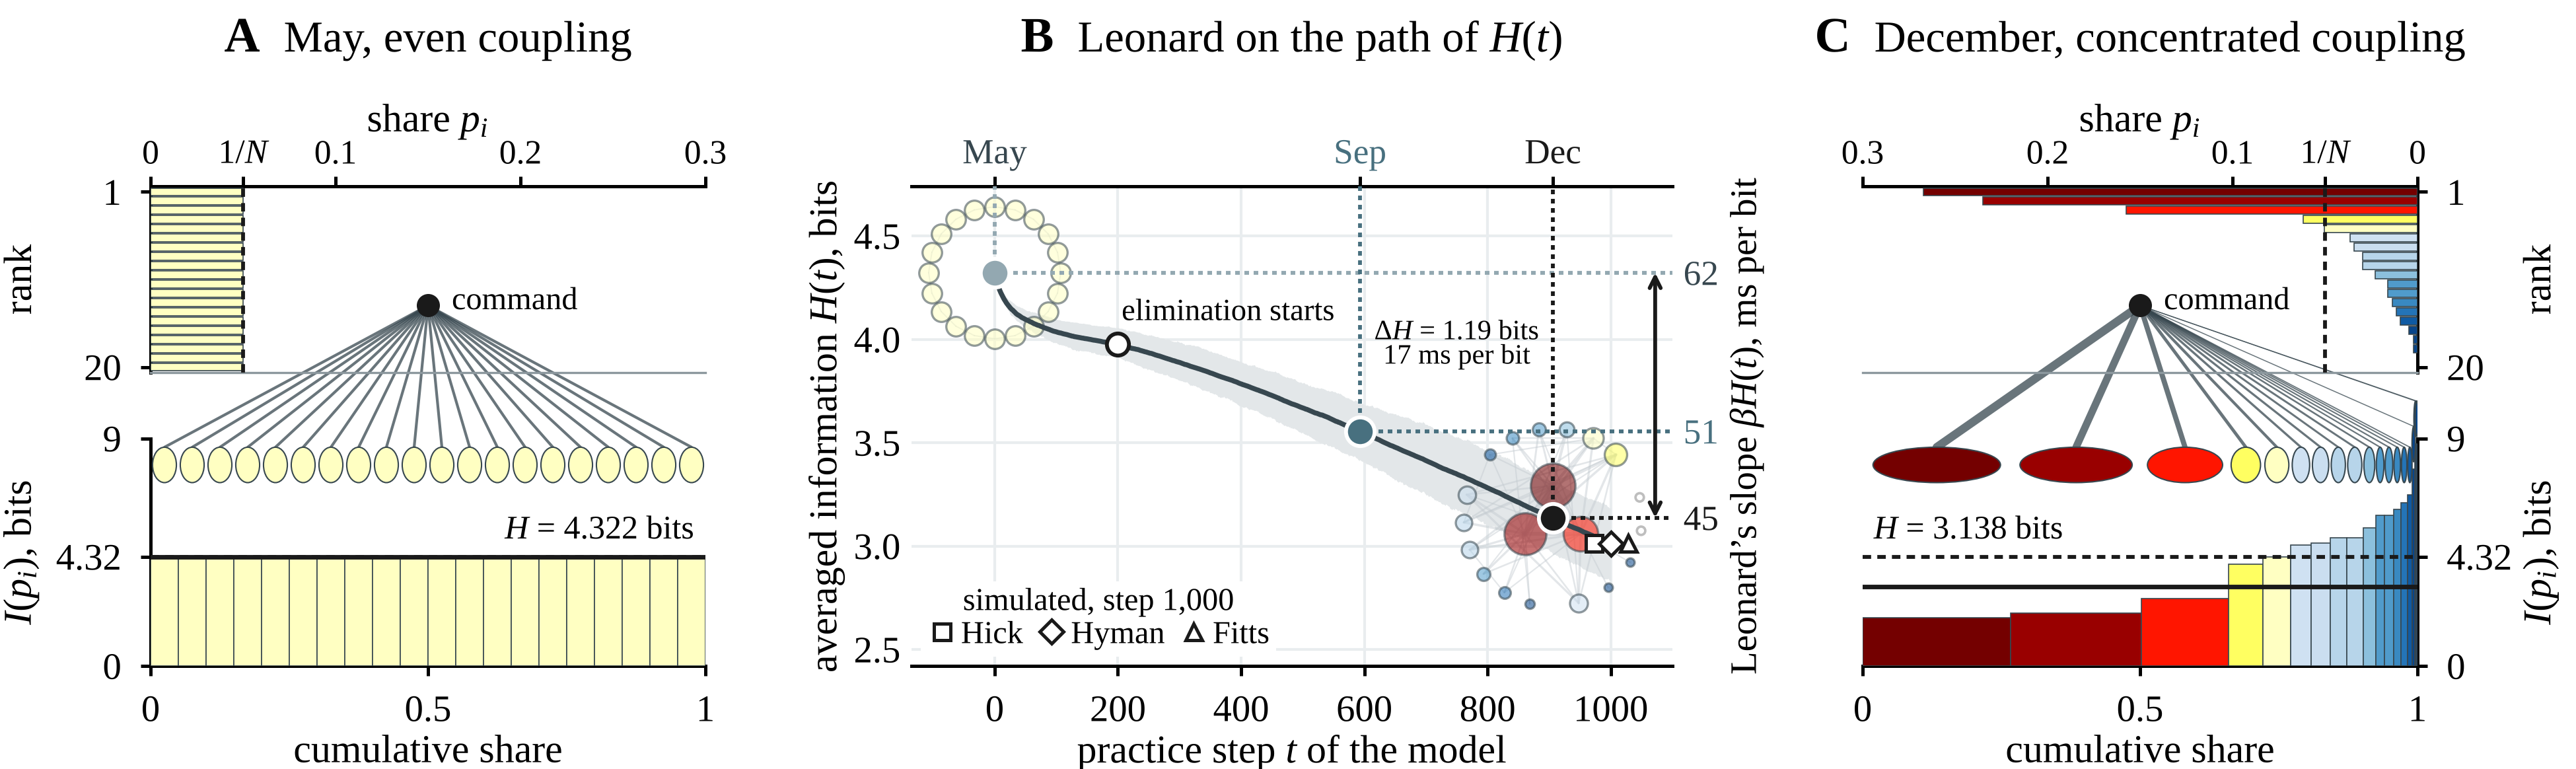 A May, even coupling
share pᵢ
0 1/N 0.1 0.2 0.3
1
rank
20
command
9
I(pᵢ), bits
H = 4.322 bits
4.32
0
0 0.5 1
cumulative share
B Leonard on the path of H(t)
May Sep Dec
averaged information H(t), bits
4.5
4.0
3.5
3.0
2.5
elimination starts
ΔH = 1.19 bits
17 ms per bit
62
51
45
Leonard's slope βH(t), ms per bit
simulated, step 1,000
Hick Hyman Fitts
0 200 400 600 800 1000
practice step t of the model
C December, concentrated coupling
share pᵢ
0.3 0.2 0.1 1/N 0
1
rank
20
command
9
H = 3.138 bits
4.32
I(pᵢ), bits
0
0 0.5 1
cumulative share